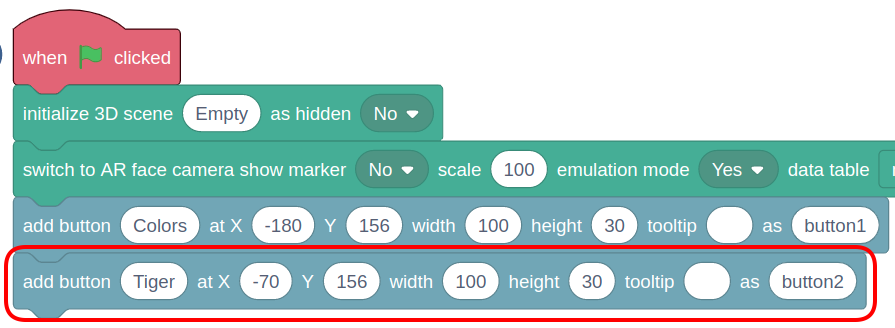 when clicked
initialize 3D scene Empty as hidden No
switch to AR face camera show marker No scale 100 emulation mode Yes data table
add button Colors at X -180 Y 156 width 100 height 30 tooltip as button1
add button Tiger at X -70 Y 156 width 100 height 30 tooltip as button2